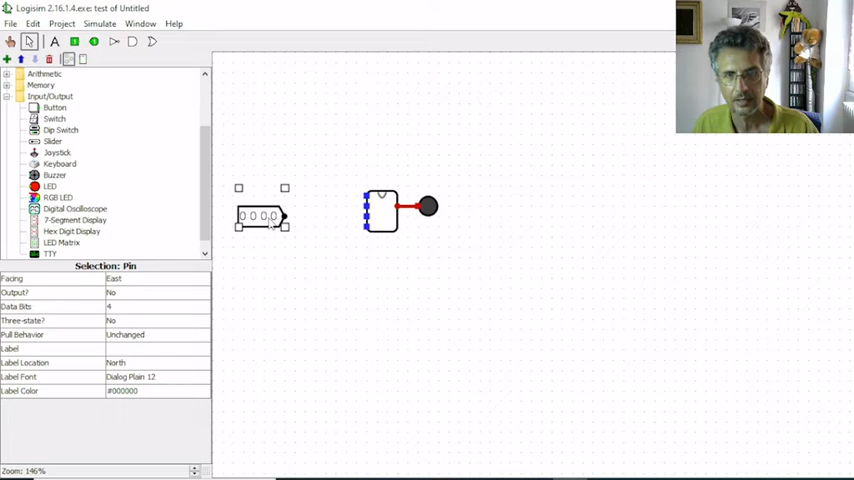 Logisim 2.16.1.4.exe: test of Untitled
File Edit Project Simulate Window Help
A
Arithmetic
Memory
Input/Output
Button
Switch
Dip Switch
Slider
Joystick
Keyboard
Buzzer
LED
RGB LED
Digital Oscilloscope
7-Segment Display
Hex Digit Display
LED Matrix
TTY
0 0 0 0
Selection: Pin
Facing East
Output? No
Data Bits 4
Three-state? No
Pull Behavior Unchanged
Label
Label Location North
Label Font Dialog Plain 12
Label Color #000000
Zoom: 146%